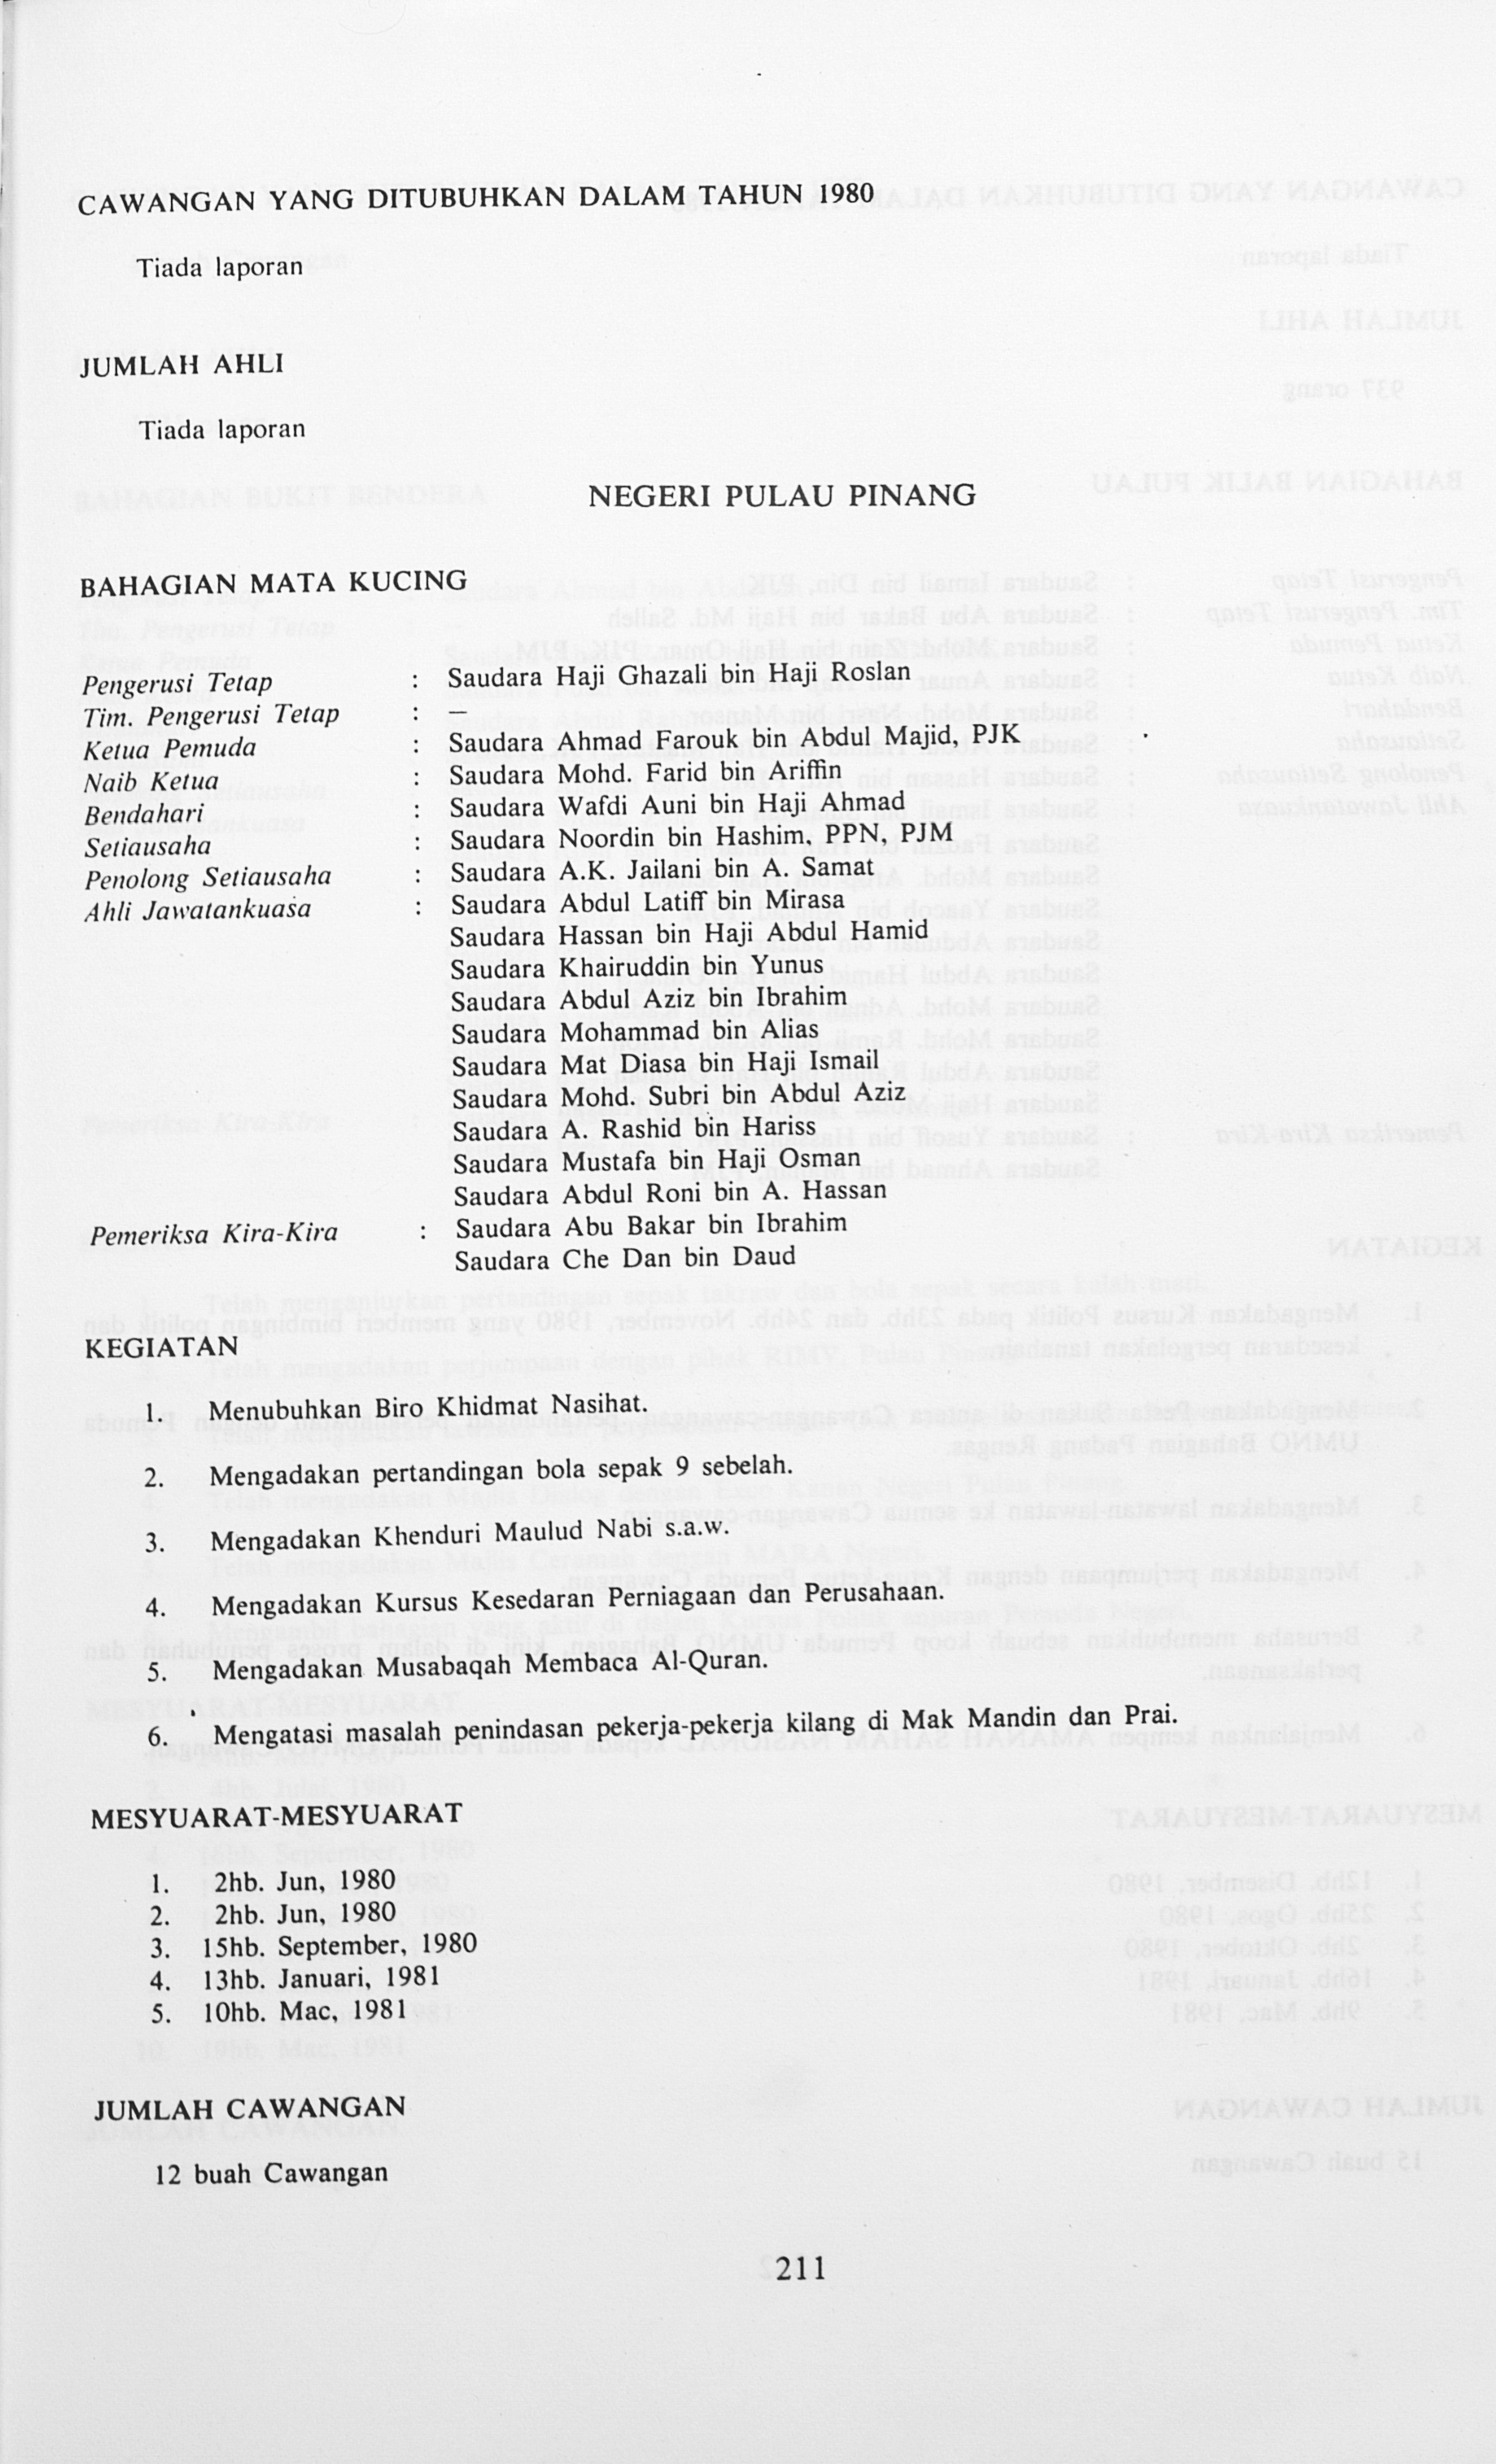 CAWANGAN YANG DITUBUHKAN DALAM TAHUN 1980
Tiada laporan
JUMLAH AHLI
Tiada laporan
NEGERI PULAU PINANG
BAHAGIAN MATA KUCING
Pengerusi Tetap : Saudara Haji Ghazali bin Haji Roslan
Tim. Pengerusi Tetap : –
Ketua Pemuda : Saudara Ahmad Farouk bin Abdul Majid, PJK
Naib Ketua : Saudara Mohd. Farid bin Ariffin
Bendahari : Saudara Wafdi Auni bin Haji Ahmad
Setiausaha : Saudara Noordin bin Hashim, PPN, PJM
Penolong Setiausaha : Saudara A.K. Jailani bin A. Samat
Ahli Jawatankuasa : Saudara Abdul Latiff bin Mirasa
Saudara Hassan bin Haji Abdul Hamid
Saudara Khairuddin bin Yunus
Saudara Abdul Aziz bin Ibrahim
Saudara Mohammad bin Alias
Saudara Mat Diasa bin Haji Ismail
Saudara Mohd. Subri bin Abdul Aziz
Saudara A. Rashid bin Hariss
Saudara Mustafa bin Haji Osman
Saudara Abdul Roni bin A. Hassan
Pemeriksa Kira-Kira : Saudara Abu Bakar bin Ibrahim
Saudara Che Dan bin Daud
KEGIATAN
1. Menubuhkan Biro Khidmat Nasihat.
2. Mengadakan pertandingan bola sepak 9 sebelah.
3. Mengadakan Khenduri Maulud Nabi s.a.w.
4. Mengadakan Kursus Kesedaran Perniagaan dan Perusahaan.
5. Mengadakan Musabaqah Membaca Al-Quran.
6. Mengatasi masalah penindasan pekerja-pekerja kilang di Mak Mandin dan Prai.
MESYUARAT-MESYUARAT
1. 2hb. Jun, 1980
2. 2hb. Jun, 1980
3. 15hb. September, 1980
4. 13hb. Januari, 1981
5. 10hb. Mac, 1981
JUMLAH CAWANGAN
12 buah Cawangan
211